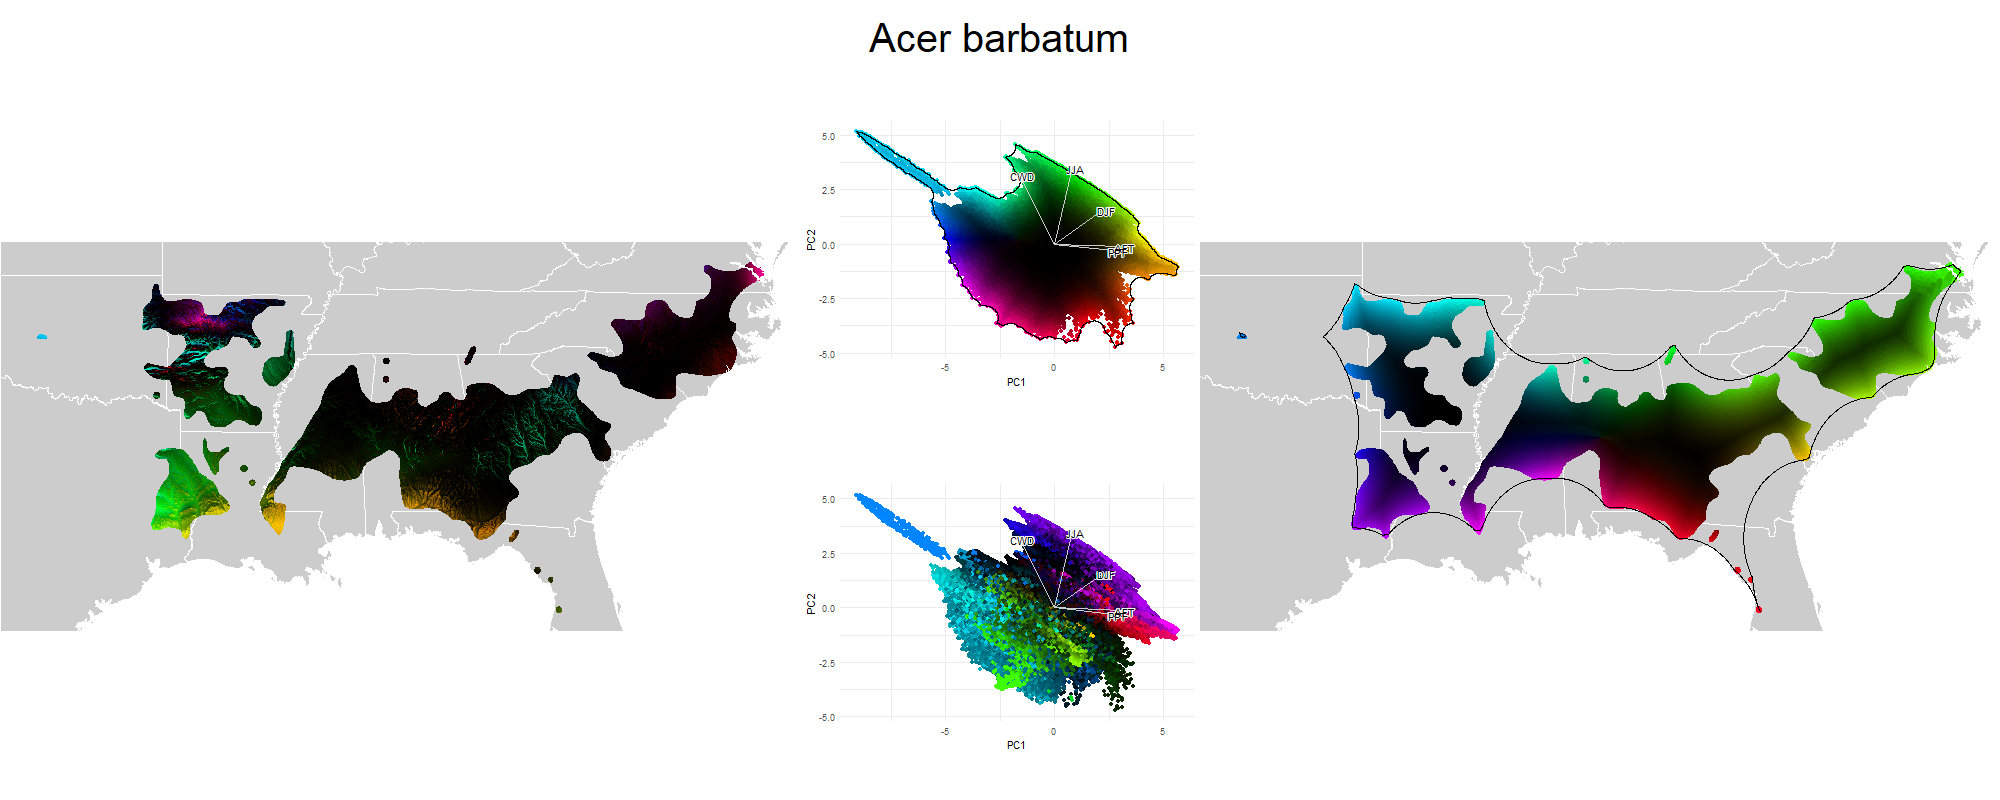 Acer barbatum
5.0
2.5
0.0
-2.5
-5.0
PC2
CWD
JJA
DJF
AET
PPT
-5
0
5
PC1
5.0
2.5
0.0
-2.5
-5.0
PC2
CWD
JJA
DJF
AET
PPT
-5
0
5
PC1